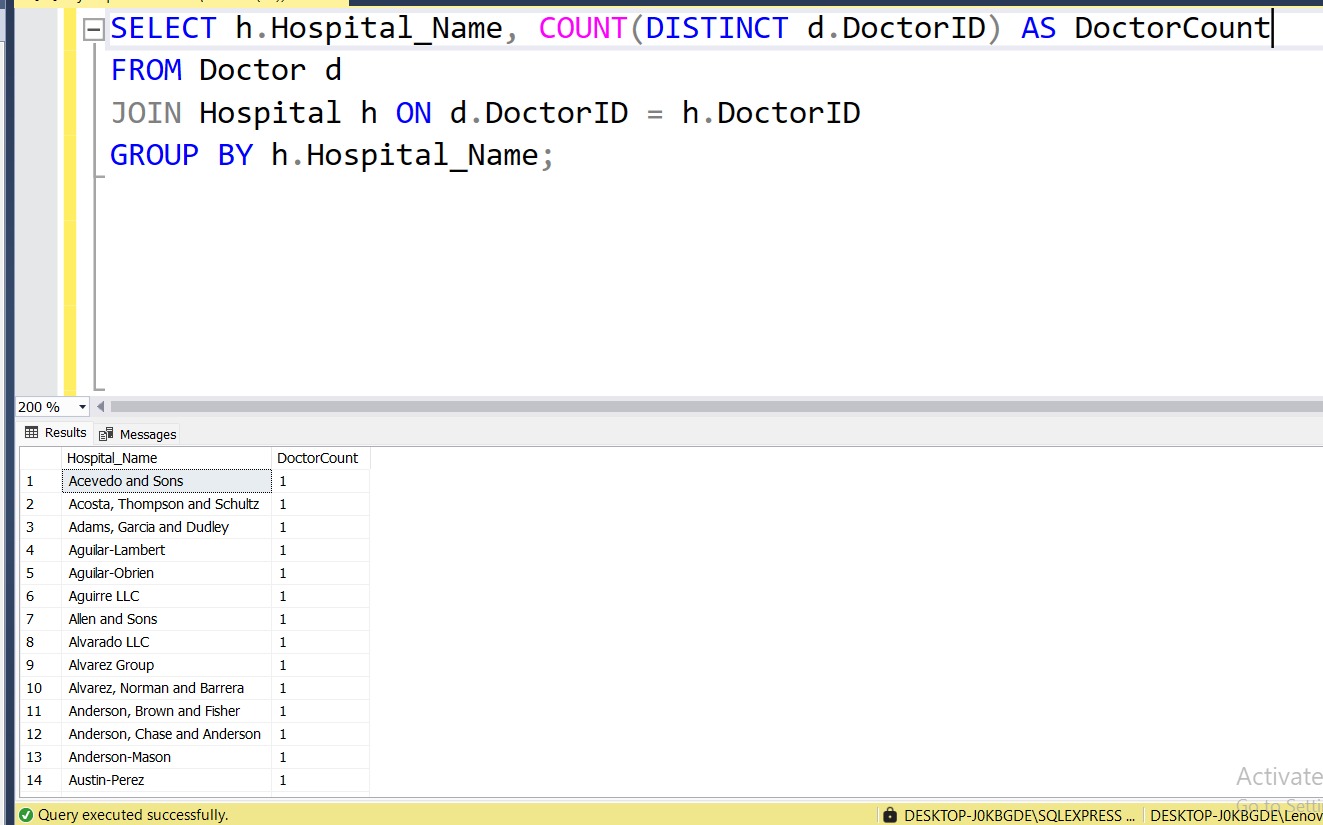 SELECT h.Hospital_Name, COUNT(DISTINCT d.DoctorID) AS DoctorCount
FROM Doctor d
JOIN Hospital h ON d.DoctorID = h.DoctorID
GROUP BY h.Hospital_Name;
200 %
Results Messages
Hospital_Name DoctorCount
1 Acevedo and Sons 1
2 Acosta, Thompson and Schultz 1
3 Adams, Garcia and Dudley 1
4 Aguilar-Lambert 1
5 Aguilar-Obrien 1
6 Aguirre LLC 1
7 Allen and Sons 1
8 Alvarado LLC 1
9 Alvarez Group 1
10 Alvarez, Norman and Barrera 1
11 Anderson, Brown and Fisher 1
12 Anderson, Chase and Anderson 1
13 Anderson-Mason 1
14 Austin-Perez 1
Activate
Go to Setti
Query executed successfully. DESKTOP-J0KBGDE\SQLEXPRESS ... DESKTOP-J0KBGDE\Lenov